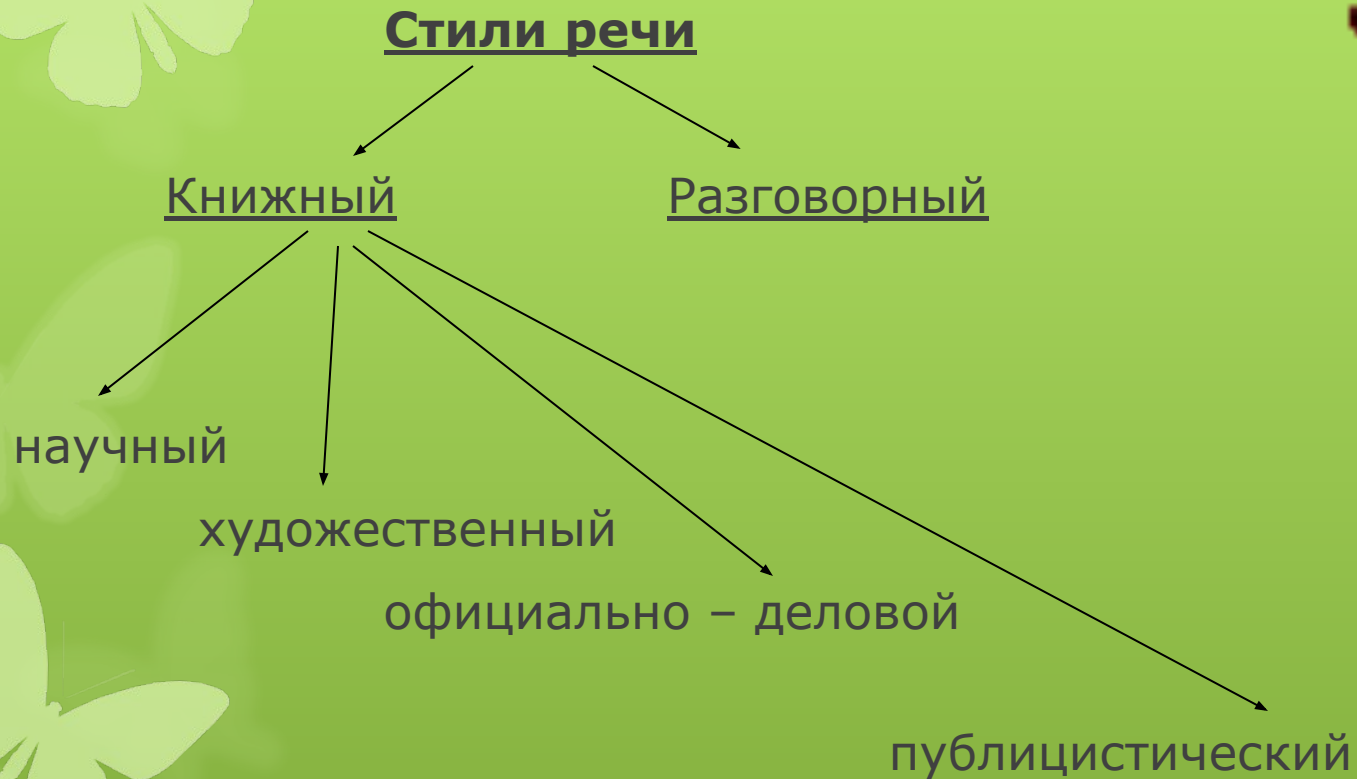 Стили речи
Книжный Разговорный
научный
художественный
официально – деловой
публицистический